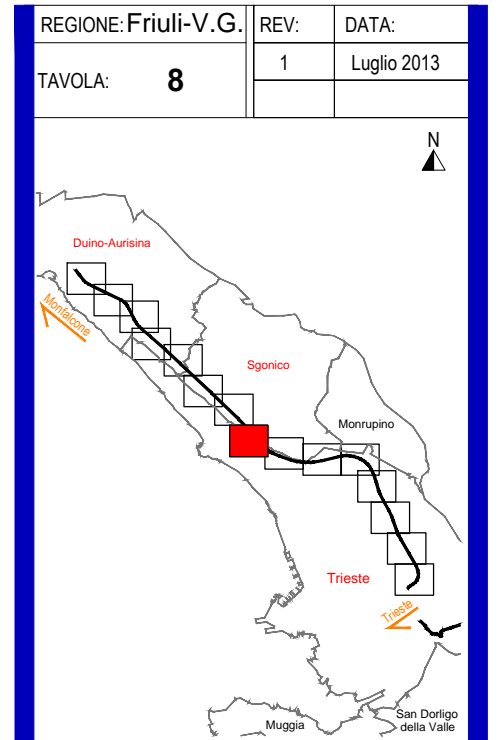 REGIONE: Friuli-V.G. REV: DATA:
TAVOLA: 8 1 Luglio 2013
N
Duino-Aurisina
Monfalcone
Sgonico
Monrupino
Trieste
Trieste
Muggia
San Dorligo
della Valle